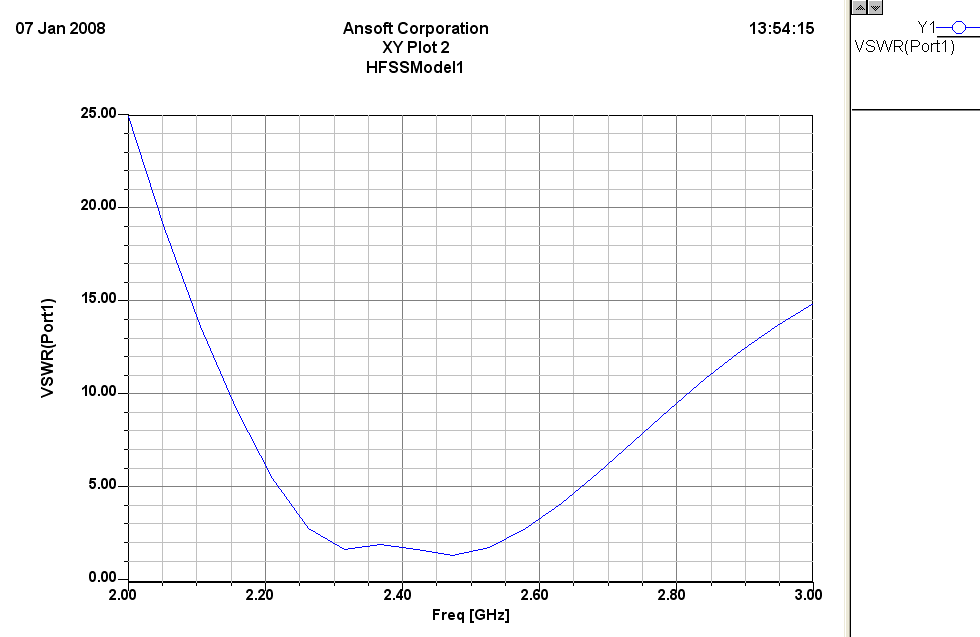 07 Jan 2008
Ansoft Corporation
13:54:15
XY Plot 2
HFSSModel1
Y1
VSWR(Port1)
25.00
20.00
15.00
10.00
5.00
0.00
VSWR(Port1)
2.00
2.20
2.40
2.60
2.80
3.00
Freq [GHz]